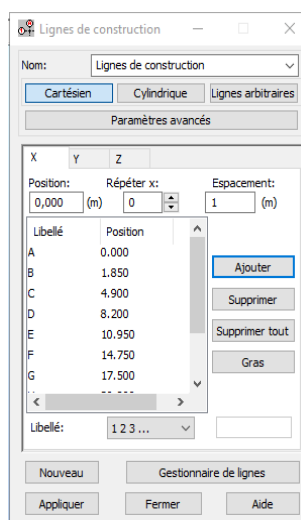 Lignes de construction
Nom: Lignes de construction
Cartésien Cylindrique Lignes arbitraires
Paramètres avancés
X Y Z
Position: Répéter x: Espacement:
0,000 (m) 0 1 (m)
Libellé Position
A 0.000
B 1.850
C 4.900
D 8.200
E 10.950
F 14.750
G 17.500
Ajouter
Supprimer
Supprimer tout
Gras
Libellé: 1 2 3 ...
Nouveau Gestionnaire de lignes
Appliquer Fermer Aide